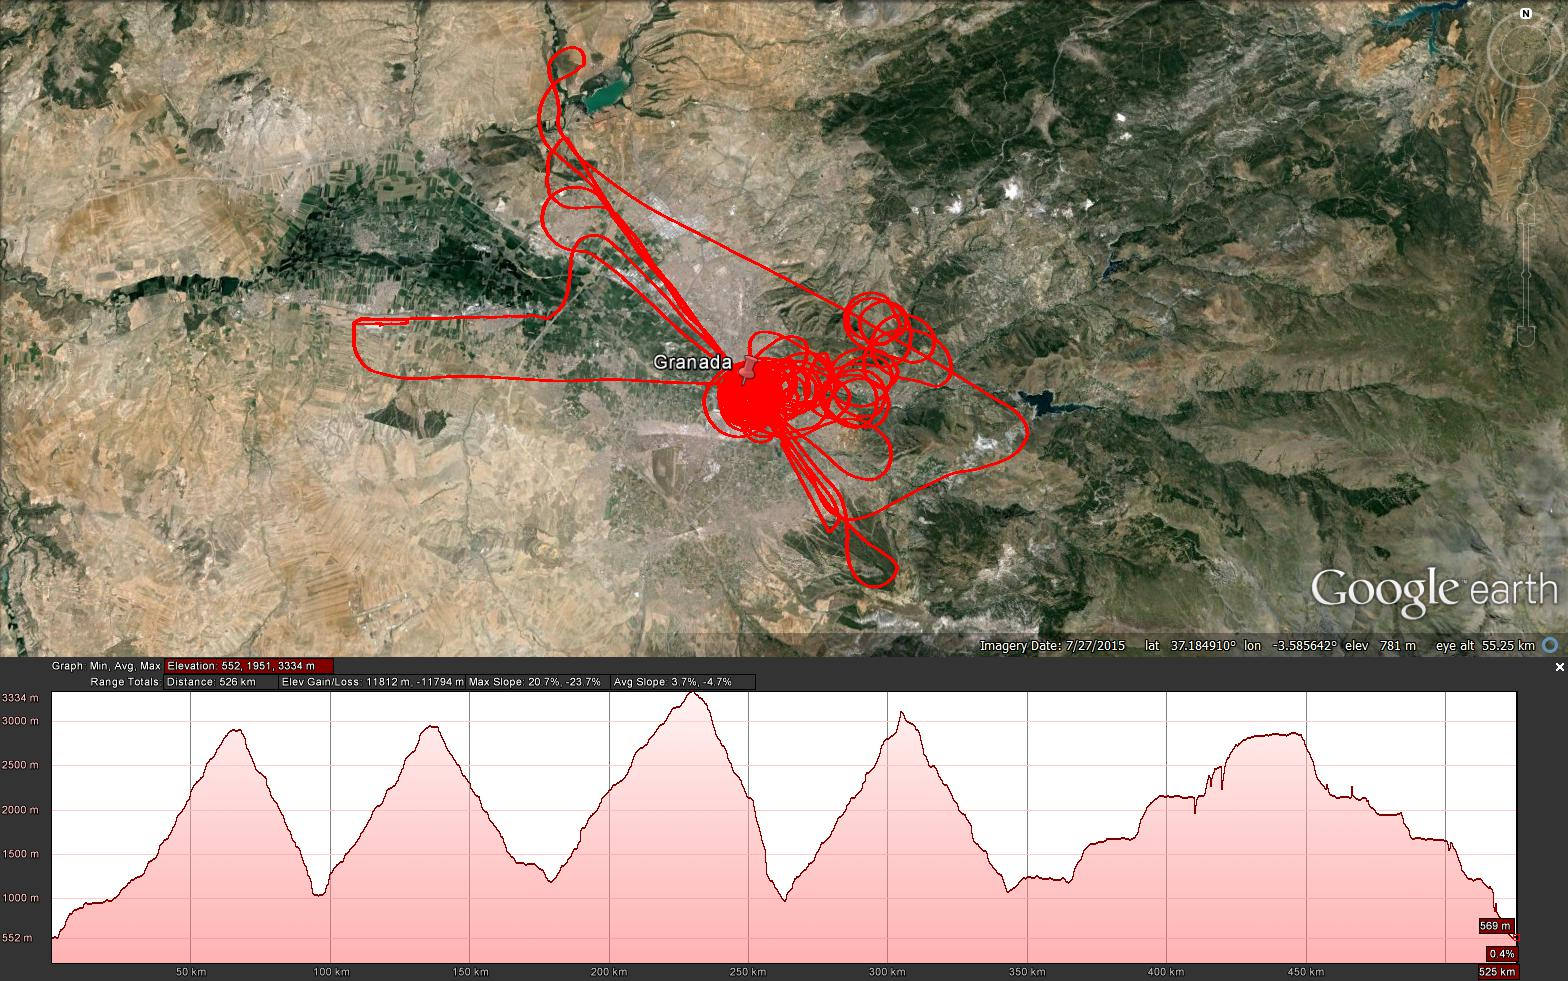 N
Granada
Google earth
Imagery Date: 7/27/2015 lat 37.184910° lon -3.585642° elev 781 m eye alt 55.25 km
Graph: Min, Avg, Max Elevation: 552, 1951, 3334 m
Range Totals: Distance: 526 km Elev Gain/Loss: 11812 m, -11794 m Max Slope: 20.7%, -23.7% Avg Slope: 3.7%, -4.7%
3334 m
3000 m
2500 m
2000 m
1500 m
1000 m
552 m
569 m
0.4%
50 km 100 km 150 km 200 km 250 km 300 km 350 km 400 km 450 km 525 km